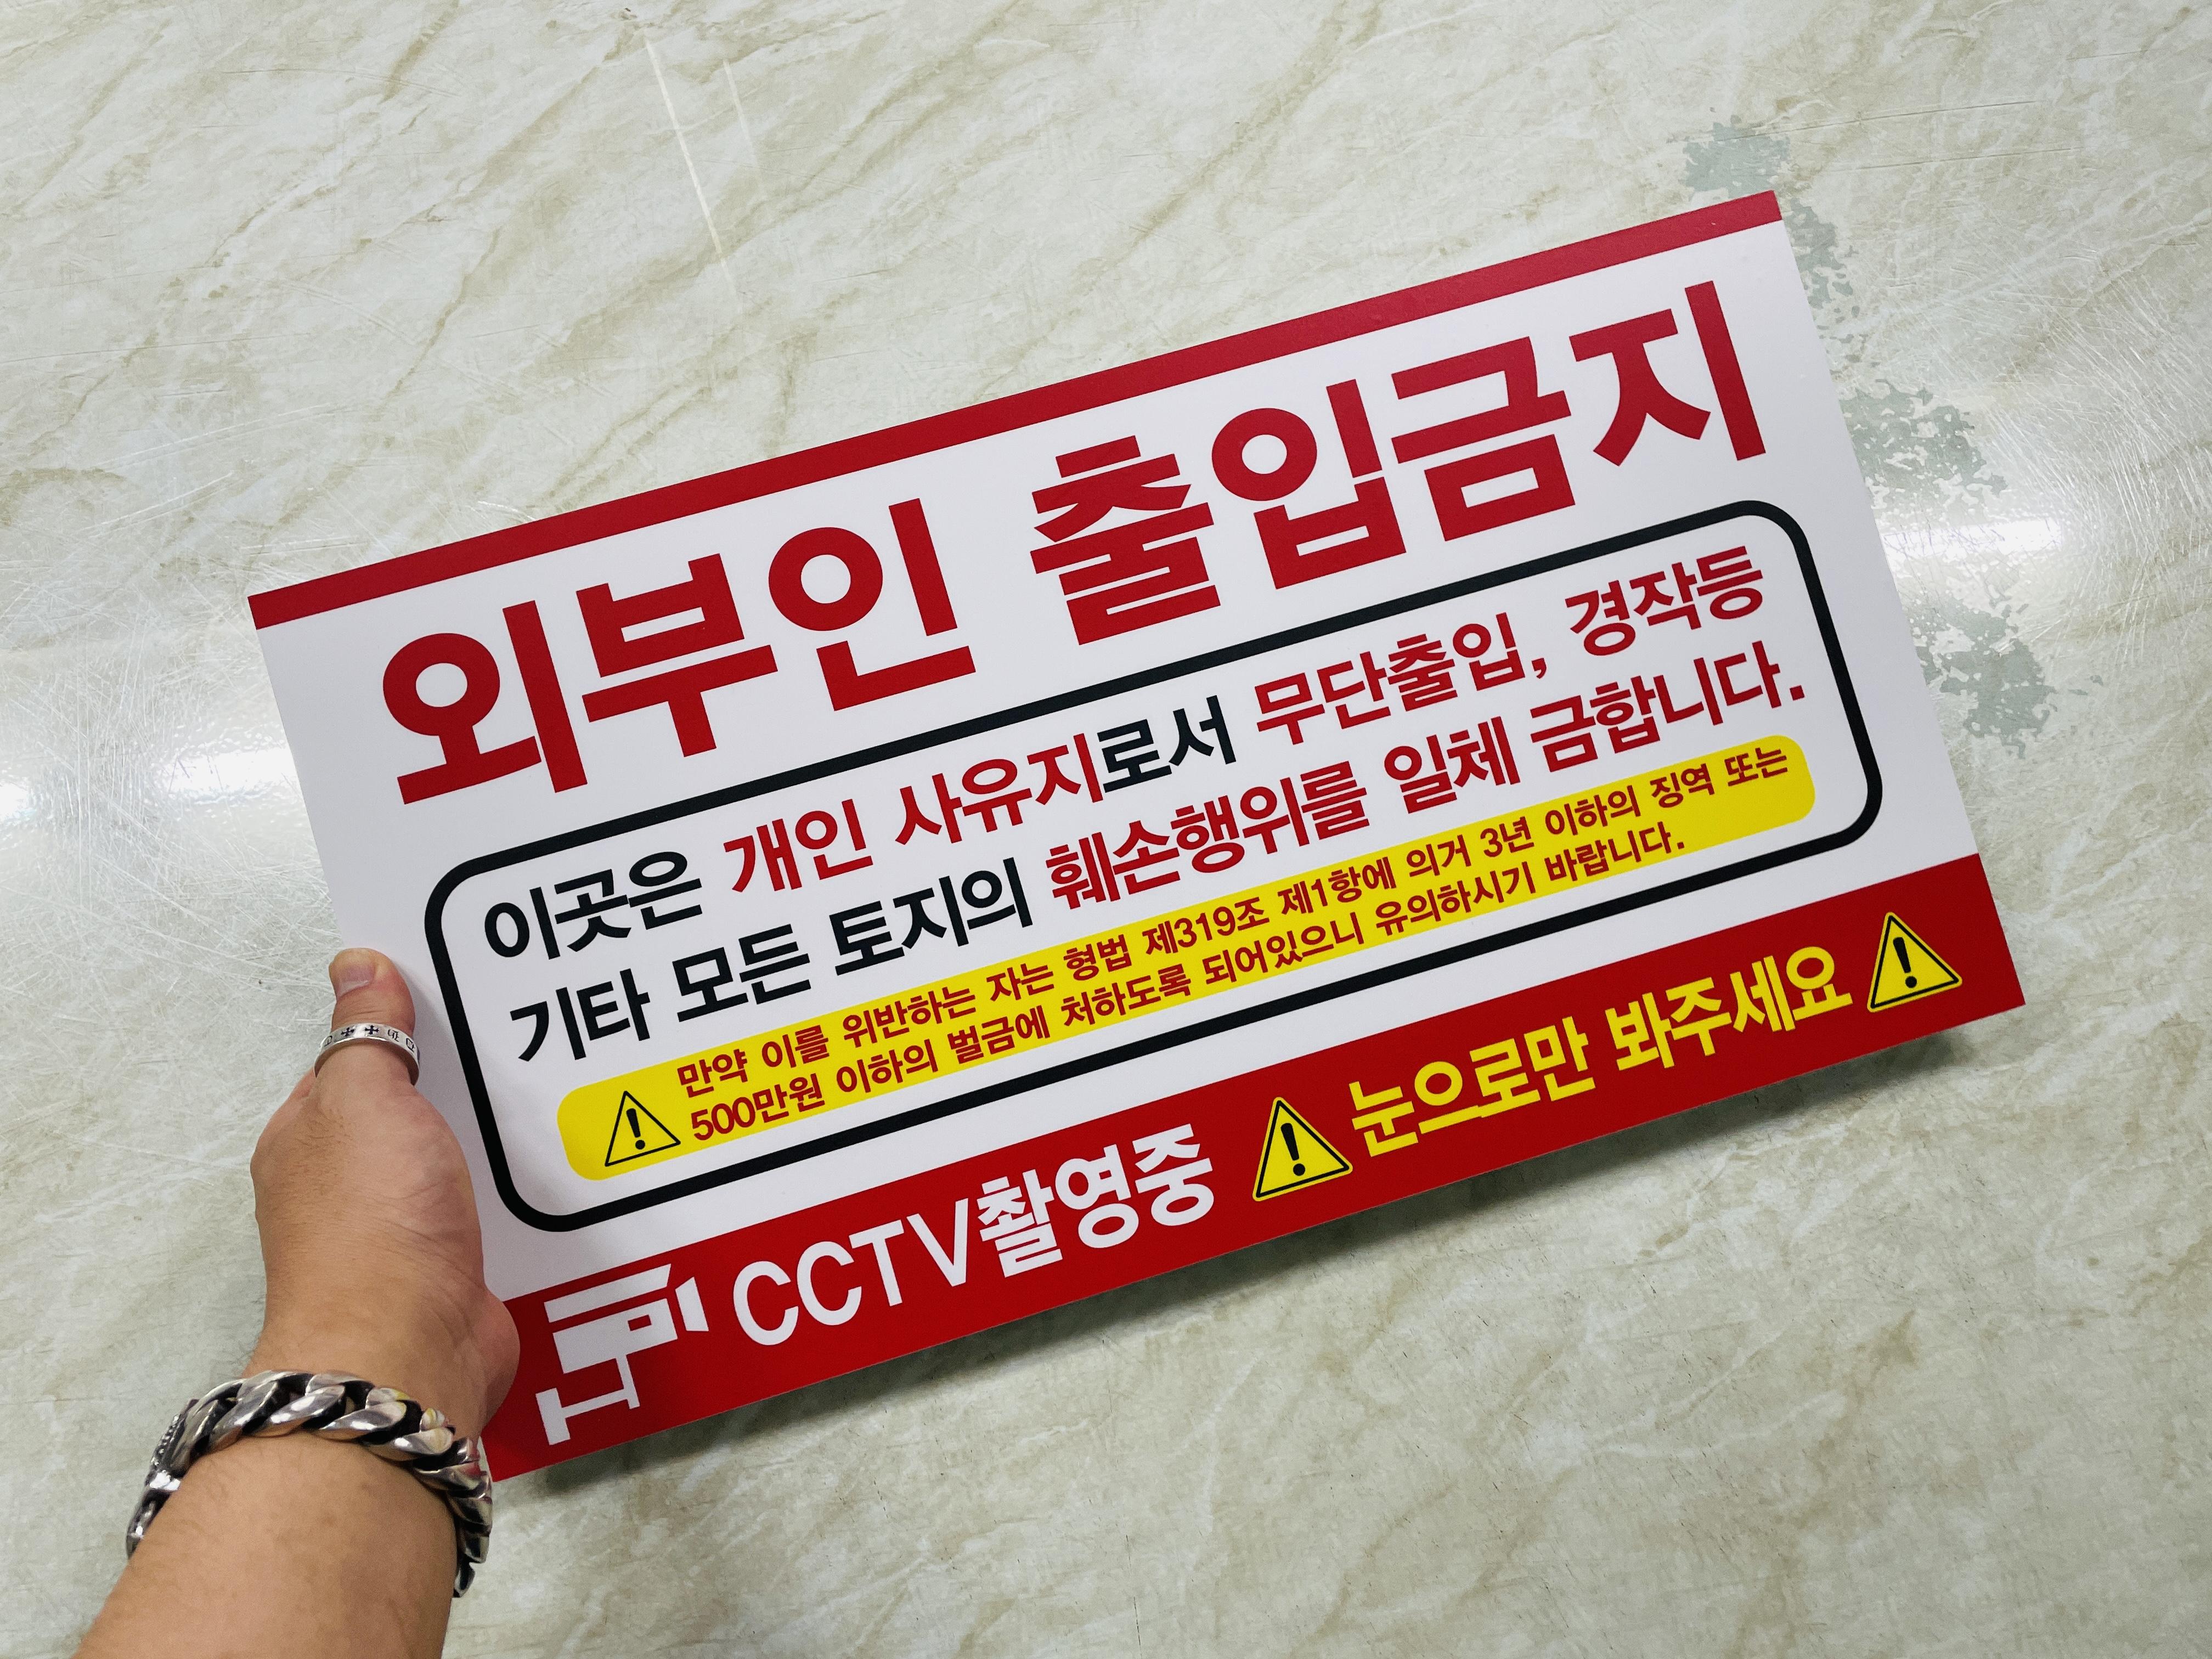 외부인 출입금지
이곳은 개인 사유지로서 무단출입, 경작등
기타 모든 토지의 훼손행위를 일체 금합니다.
만약 이를 위반하는 자는 형법 제319조 제1항에 의거 3년 이하의 징역 또는
500만원 이하의 벌금에 처하도록 되어있으니 유의하시기 바랍니다.
CCTV촬영중 눈으로만 봐주세요